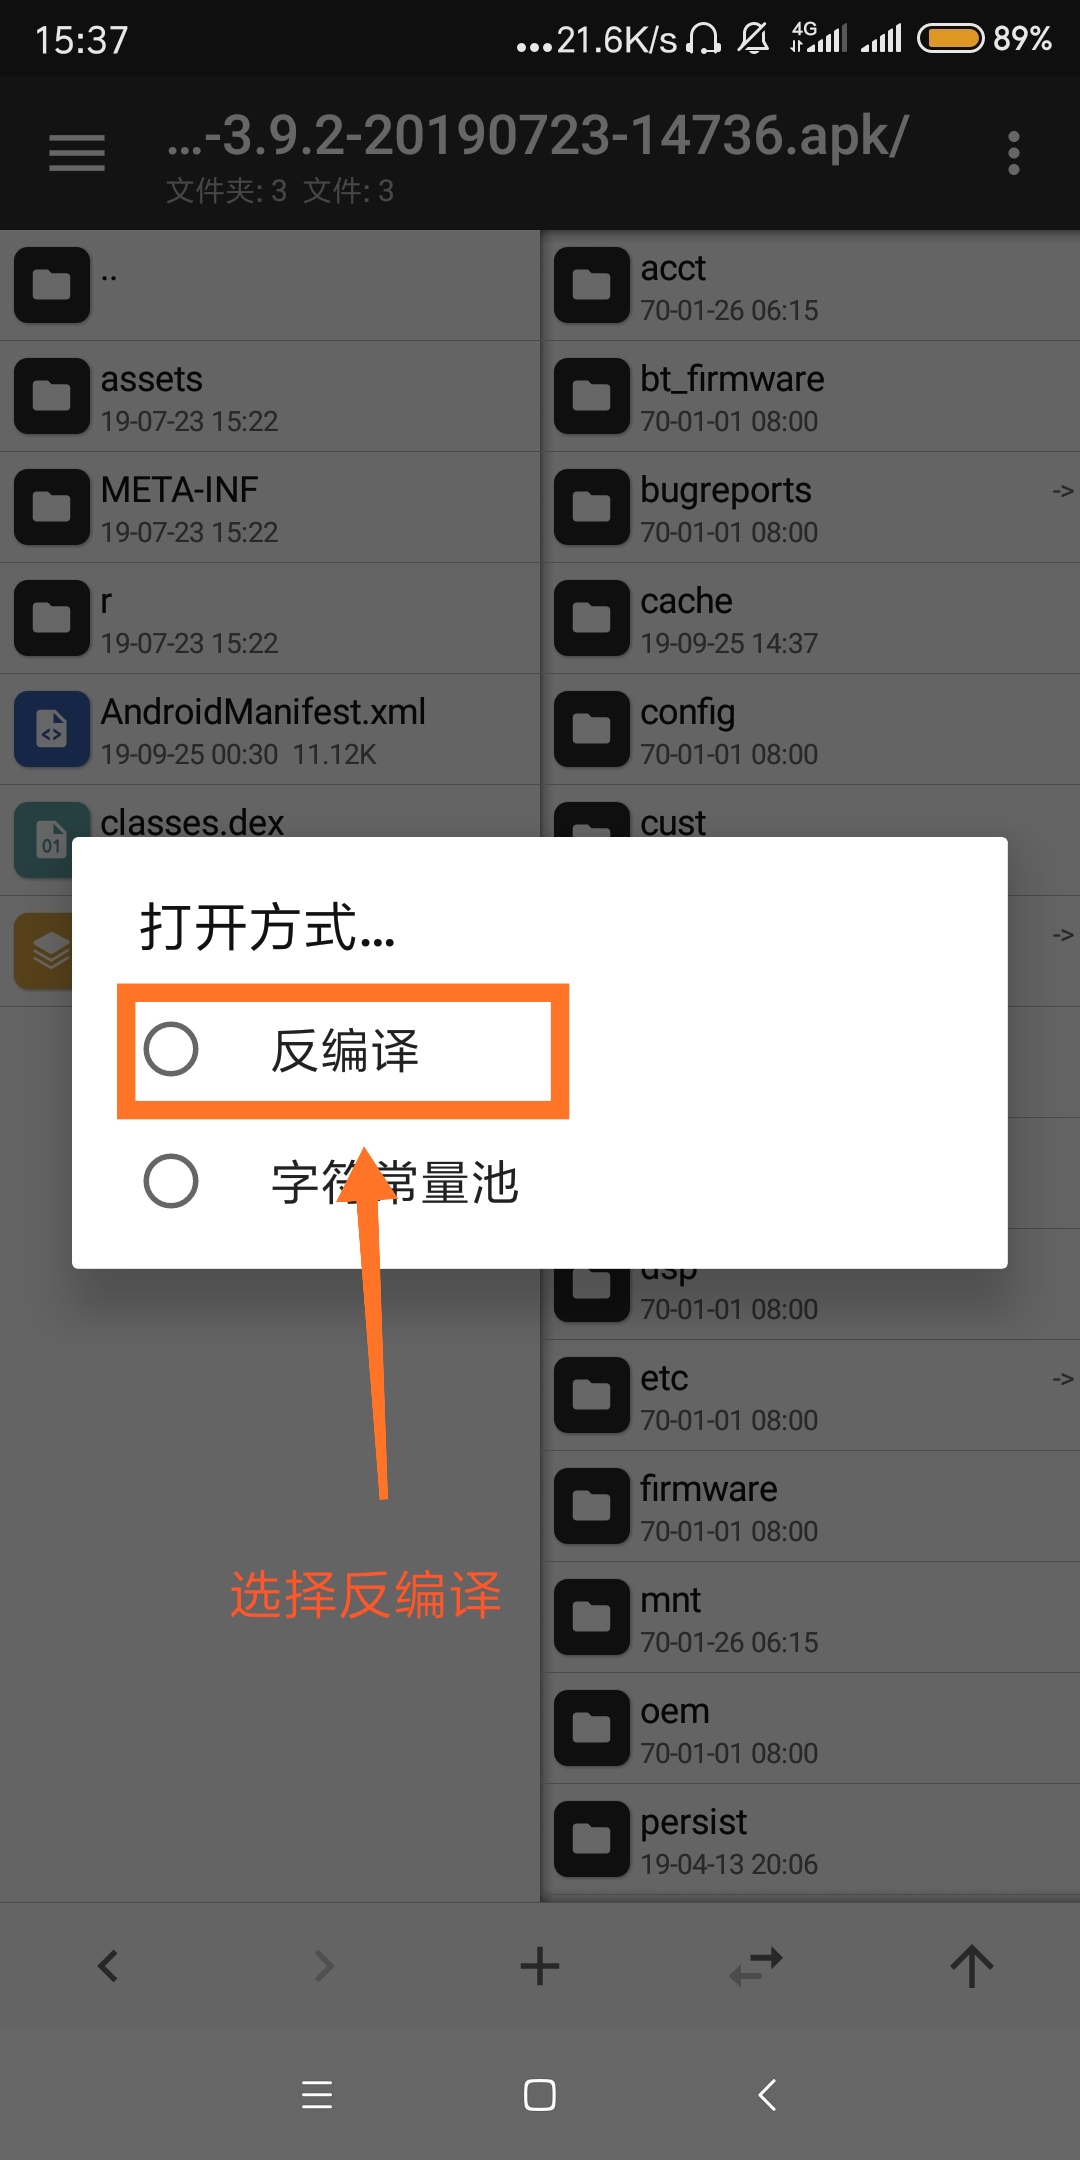 15:37
...21.6K/s 4G 89%
...-3.9.2-20190723-14736.apk/
文件夹: 3 文件: 3
..
assets
19-07-23 15:22
META-INF
19-07-23 15:22
r
19-07-23 15:22
AndroidManifest.xml
19-09-25 00:30 11.12K
classes.dex
acct
70-01-26 06:15
bt_firmware
70-01-01 08:00
bugreports ->
70-01-01 08:00
cache
19-09-25 14:37
config
70-01-01 08:00
cust
->
打开方式...
反编译
字符常量池
dsp
70-01-01 08:00
etc ->
70-01-01 08:00
firmware
70-01-01 08:00
mnt
70-01-26 06:15
oem
70-01-01 08:00
persist
19-04-13 20:06
选择反编译